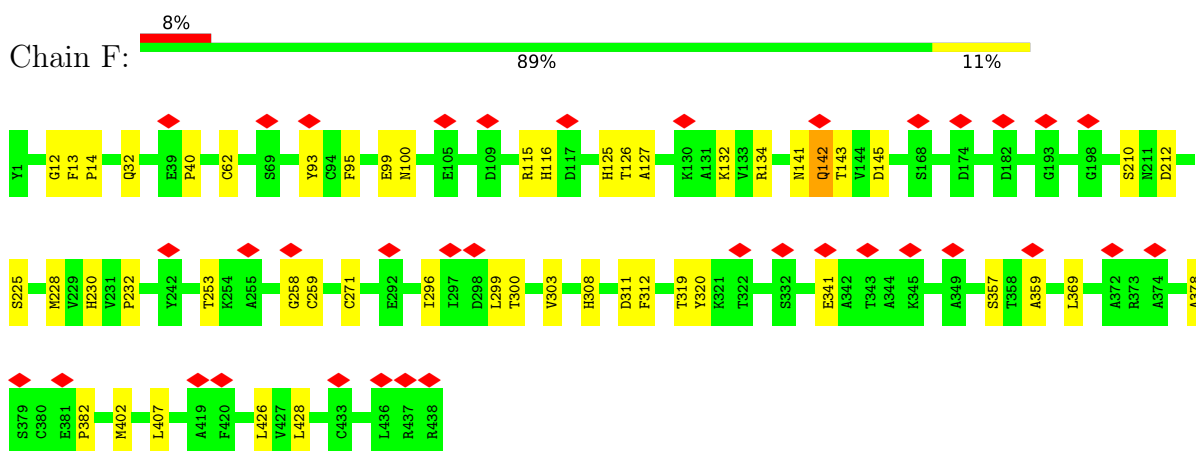 8%
Chain F:
89% 11%
Y1 G12 F13 P14 Q32 E39 P40 C62 S69 Y93 C94 F95 E99 N100 E105 D109 R115 H116 D117 H125 T126 A127 K130 A131 K132 V133 R134 N141 Q142 T143 V144 D145 S168 D174 D182 G193 G198 S210 N211 D212
S225 M228 V229 H230 V231 P232 Y242 T253 K254 A255 G258 C259 C271 E292 I296 I297 D298 L299 T300 V303 H308 D311 F312 T319 Y320 K321 T322 S332 E341 A342 T343 A344 K345 A349 S357 T358 A359 L369 A372 R373 A374 A378
S379 C380 E381 P382 M402 L407 A419 F420 L426 V427 L428 C433 L436 R437 R438